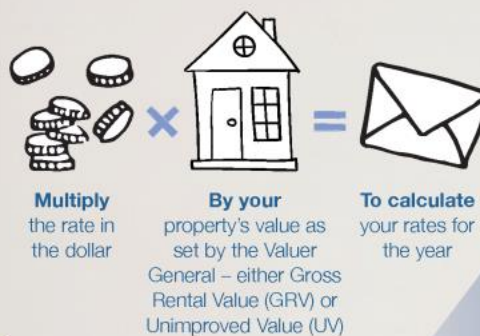 Multiply
the rate in
the dollar
×
By your
property's value as
set by the Valuer
General – either Gross
Rental Value (GRV) or
Unimproved Value (UV)
=
To calculate
your rates for
the year